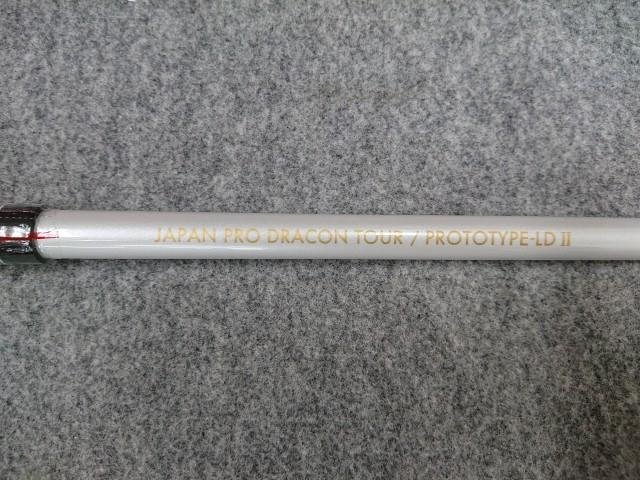 JAPAN PRO DRACON TOUR / PROTOTYPE-LD II